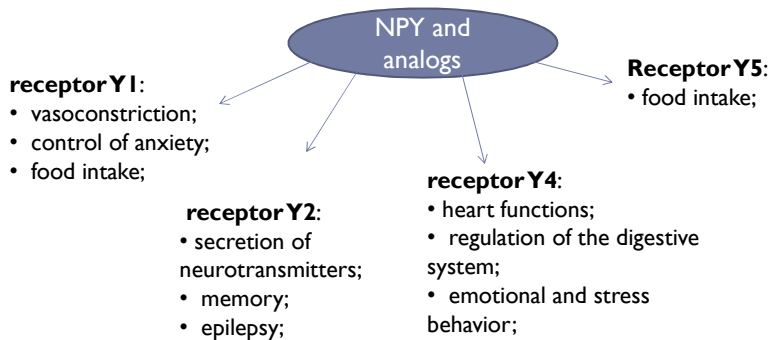 NPY and
analogs
receptor Y1:
• vasoconstriction;
• control of anxiety;
• food intake;
receptor Y2:
• secretion of
neurotransmitters;
• memory;
• epilepsy;
receptor Y4:
• heart functions;
• regulation of the digestive
system;
• emotional and stress
behavior;
Receptor Y5:
• food intake;